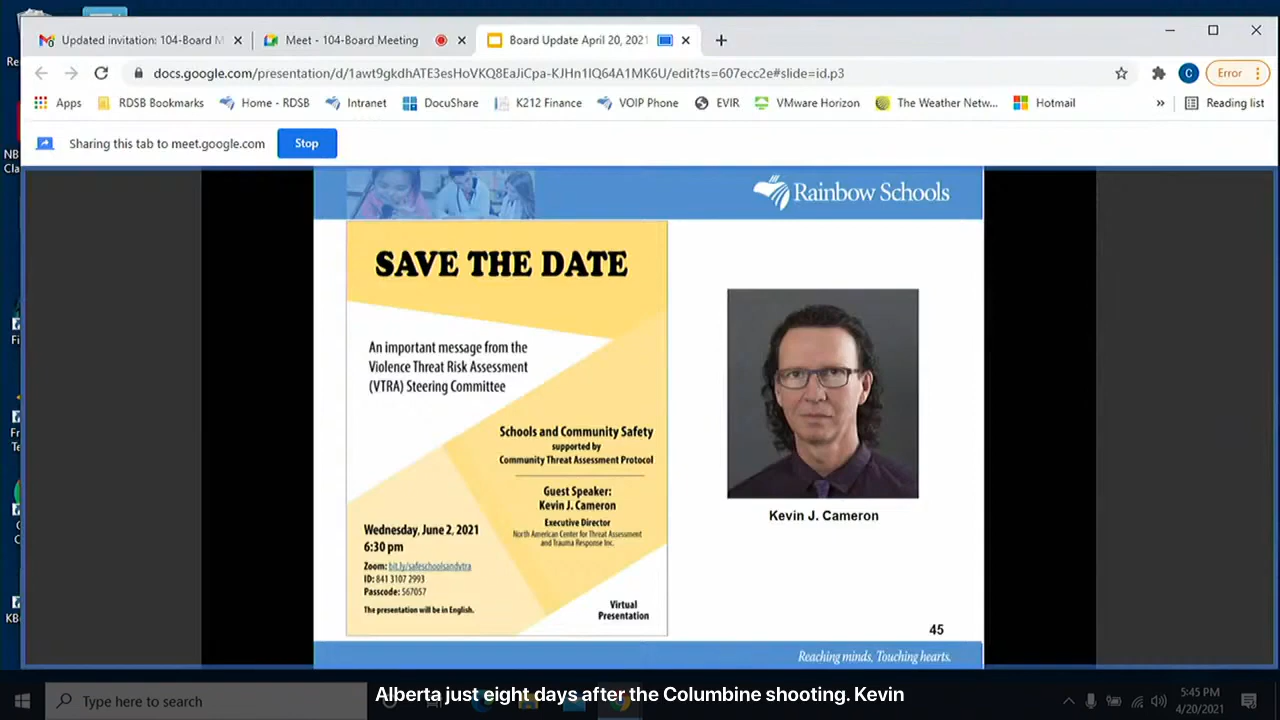 Updated invitation: 104-Board M
Meet - 104-Board Meeting
Board Update April 20, 2021
docs.google.com/presentation/d/1awt9gkdhATE3esHoVKQ8EaJiCpa-KJHn1IQ64A1MK6U/edit?ts=607ecc2e#slide=id.p3
C
Error
Apps
RDSB Bookmarks
Home - RDSB
Intranet
DocuShare
K212 Finance
VOIP Phone
EVIR
VMware Horizon
The Weather Netw...
Hotmail
»
Reading list
Sharing this tab to meet.google.com
Stop
Rainbow Schools
SAVE THE DATE
An important message from the
Violence Threat Risk Assessment
(VTRA) Steering Committee
Schools and Community Safety
supported by
Community Threat Assessment Protocol
Guest Speaker:
Kevin J. Cameron
Executive Director
North American Center for Threat Assessment
and Trauma Response Inc.
Wednesday, June 2, 2021
6:30 pm
Zoom: bit.ly/safeschoolsandvtra
ID: 841 3107 2993
Passcode: 567057
The presentation will be in English.
Virtual
Presentation
Kevin J. Cameron
45
Reaching minds, Touching hearts.
Alberta just eight days after the Columbine shooting. Kevin
Type here to search
5:45 PM
4/20/2021